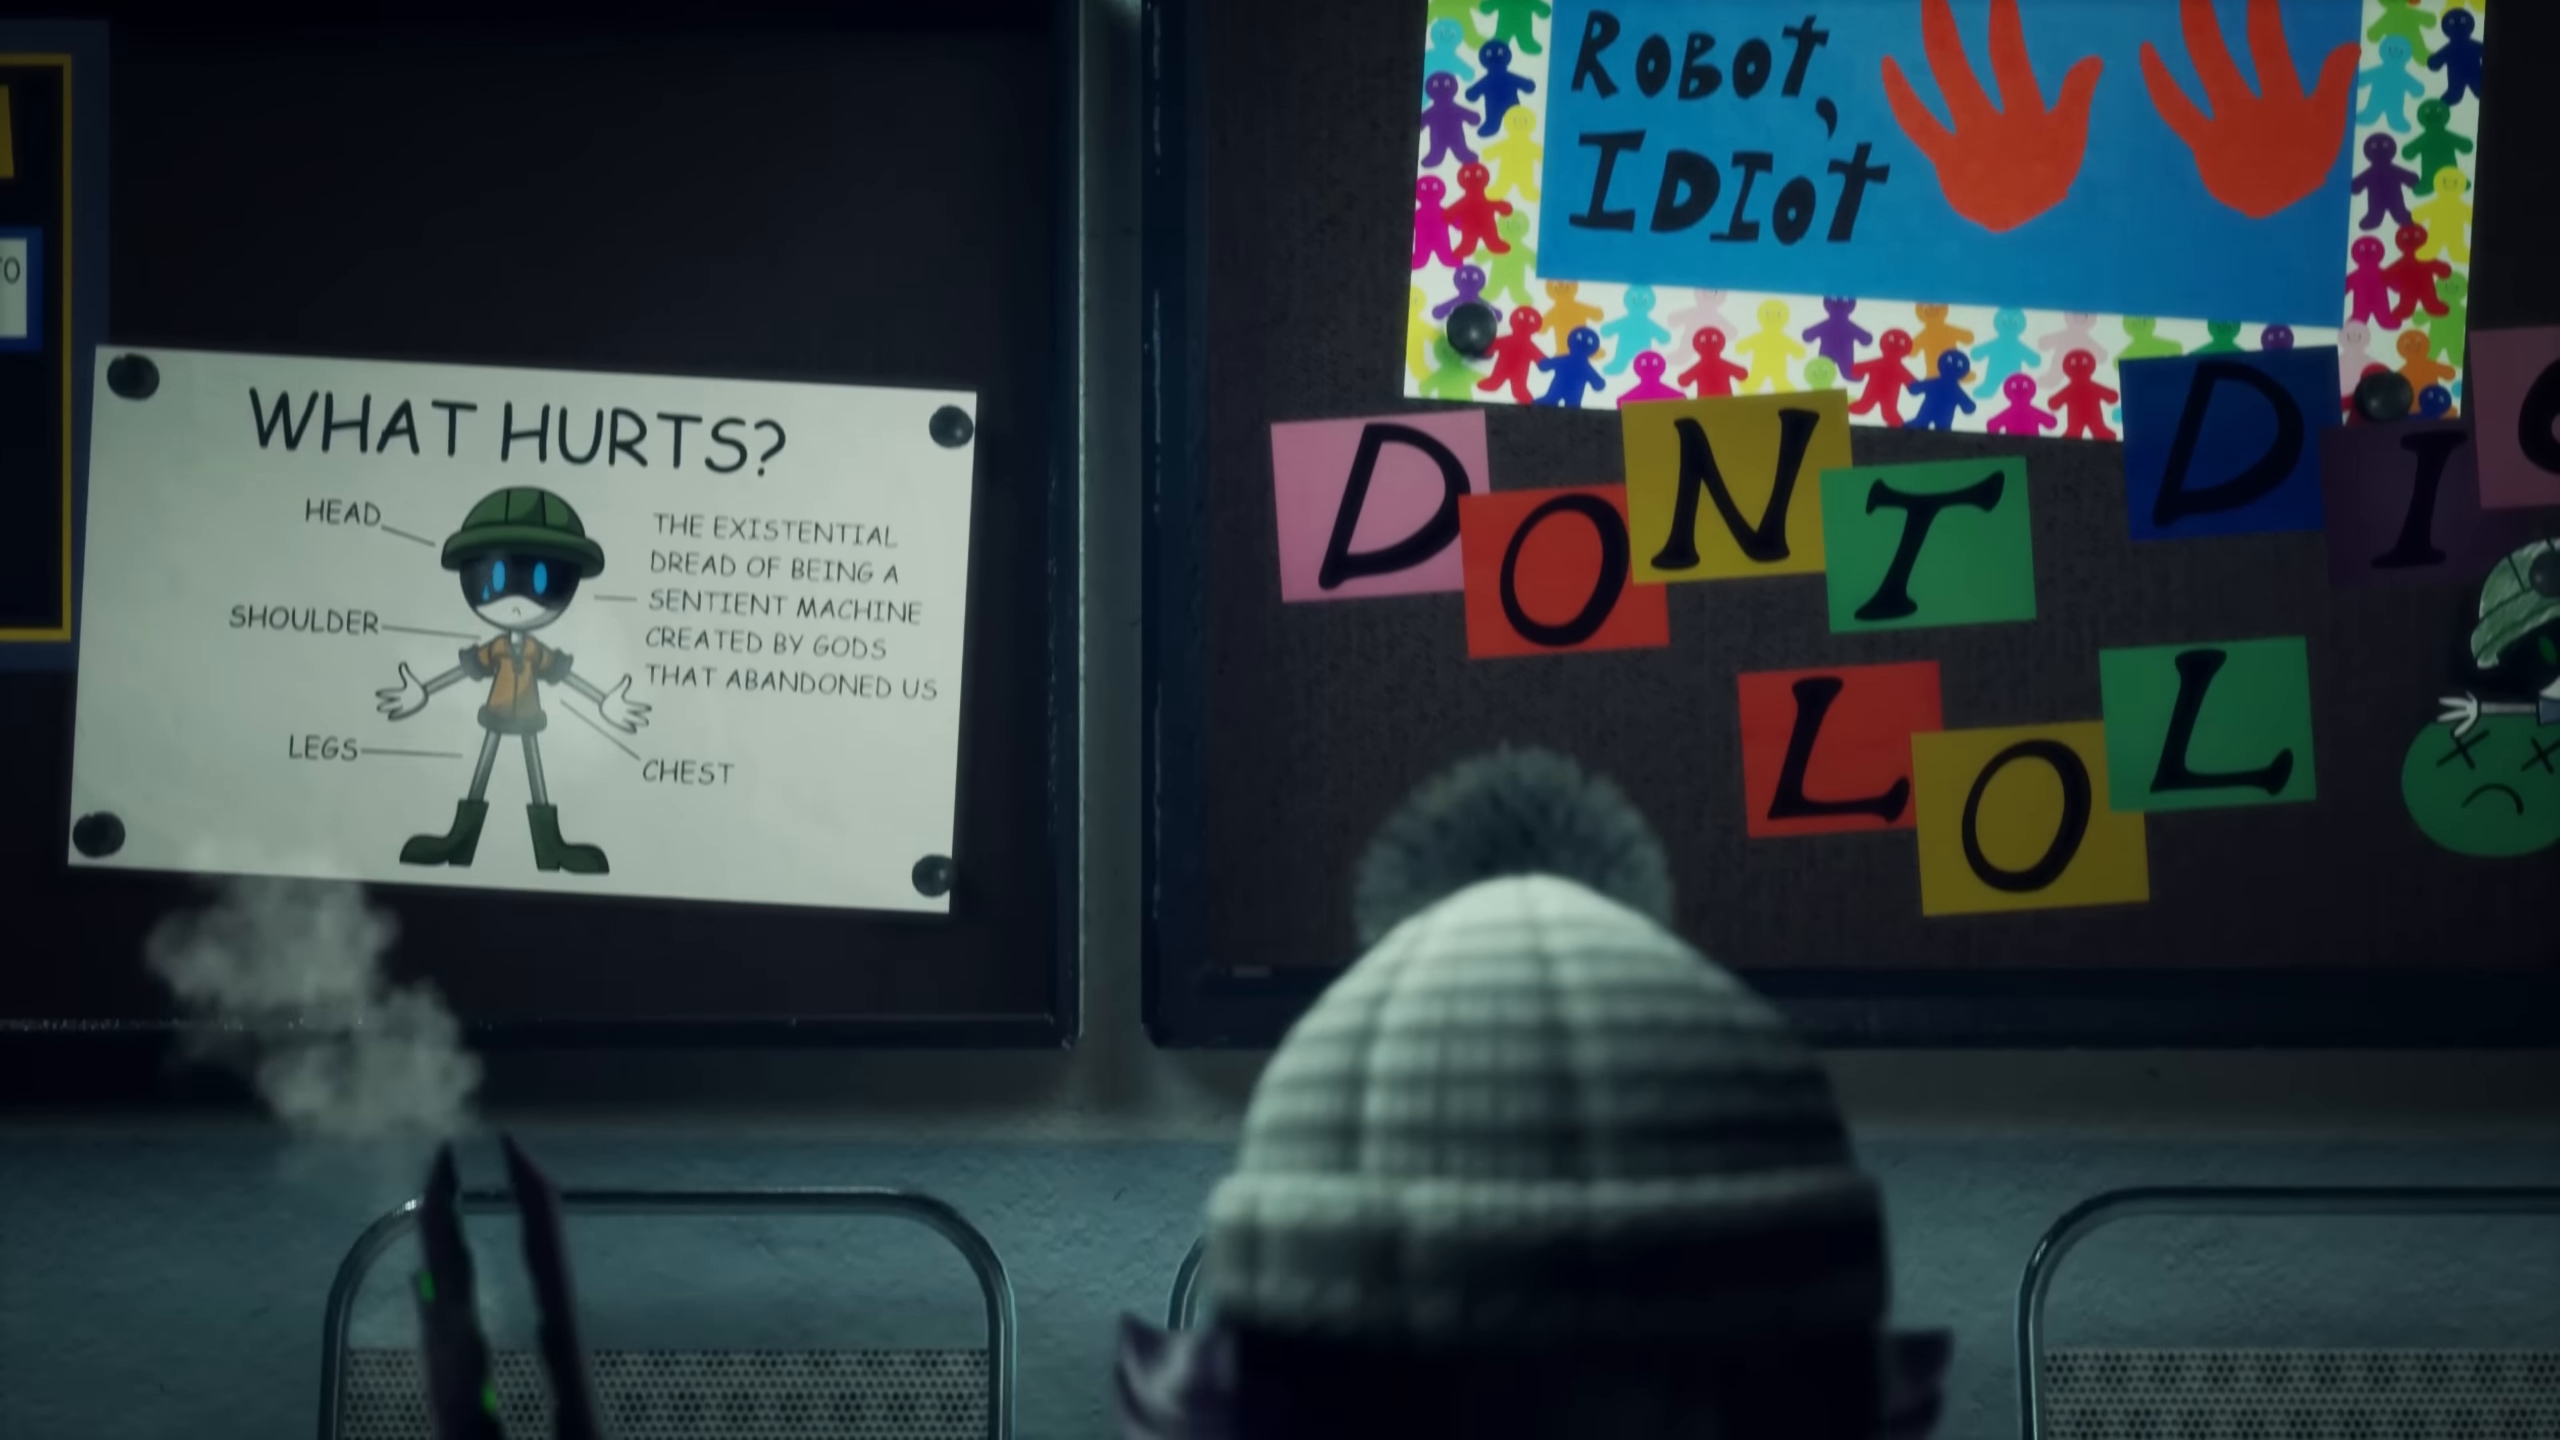 TO
WHAT HURTS?
HEAD
THE EXISTENTIAL
DREAD OF BEING A
SENTIENT MACHINE
CREATED BY GODS
THAT ABANDONED US
SHOULDER
LEGS
CHEST
ROBOT,
IDIOT
DONT DI
LOL